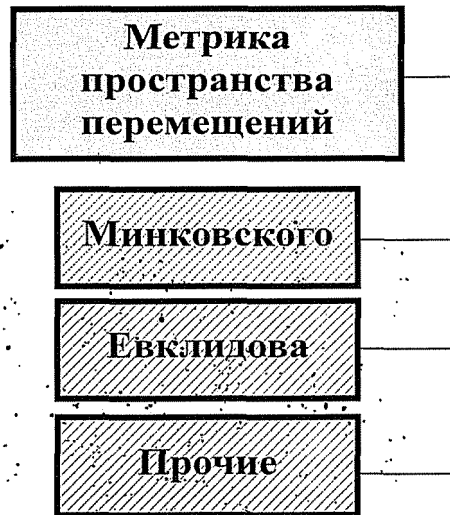 Метрика
пространства
перемещений
Минковского
Евклидова
Прочие